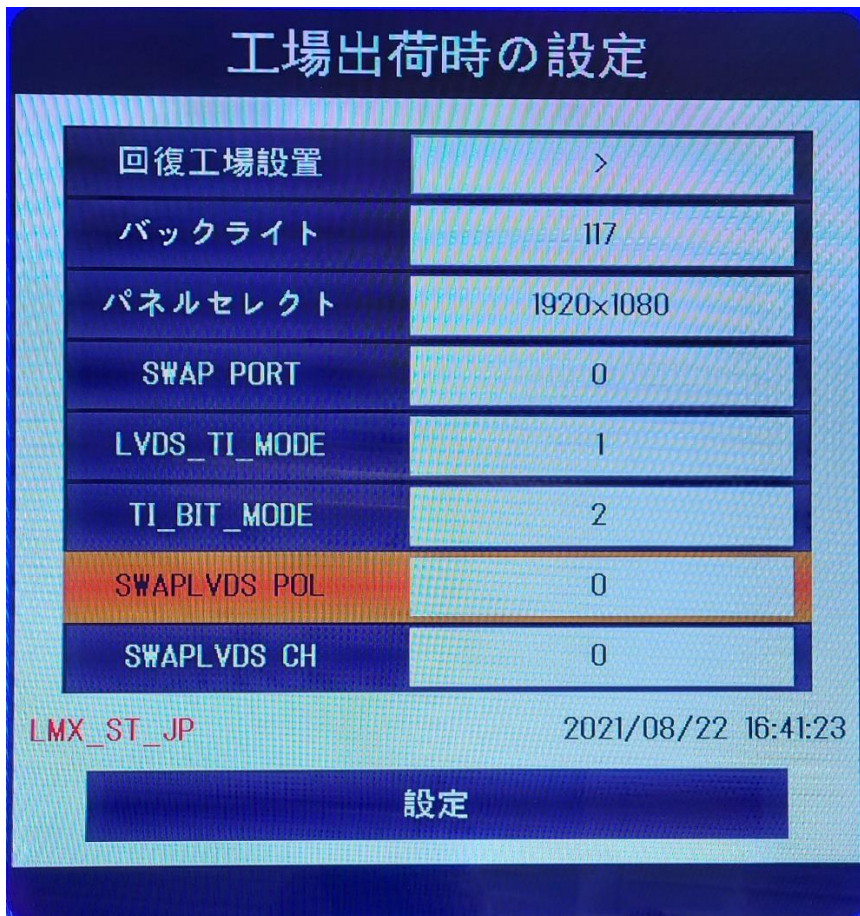 工場出荷時の設定
回復工場設置 >
バックライト 117
パネルセレクト 1920x1080
SWAP PORT 0
LVDS_TI_MODE 1
TI_BIT_MODE 2
SWAPLVDS POL 0
SWAPLVDS CH 0
LMX_ST_JP 2021/08/22 16:41:23
設定